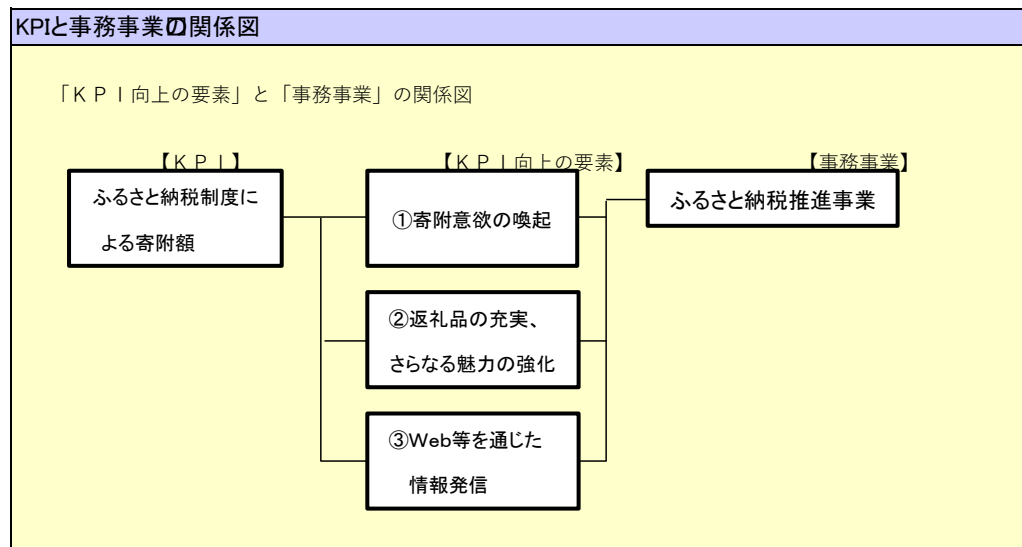 KPIと事務事業の関係図
「ＫＰＩ向上の要素」と「事務事業」の関係図
【ＫＰＩ】
【ＫＰＩ向上の要素】
【事務事業】
ふるさと納税制度に
よる寄附額
①寄附意欲の喚起
ふるさと納税推進事業
②返礼品の充実、
さらなる魅力の強化
③Web等を通じた
情報発信